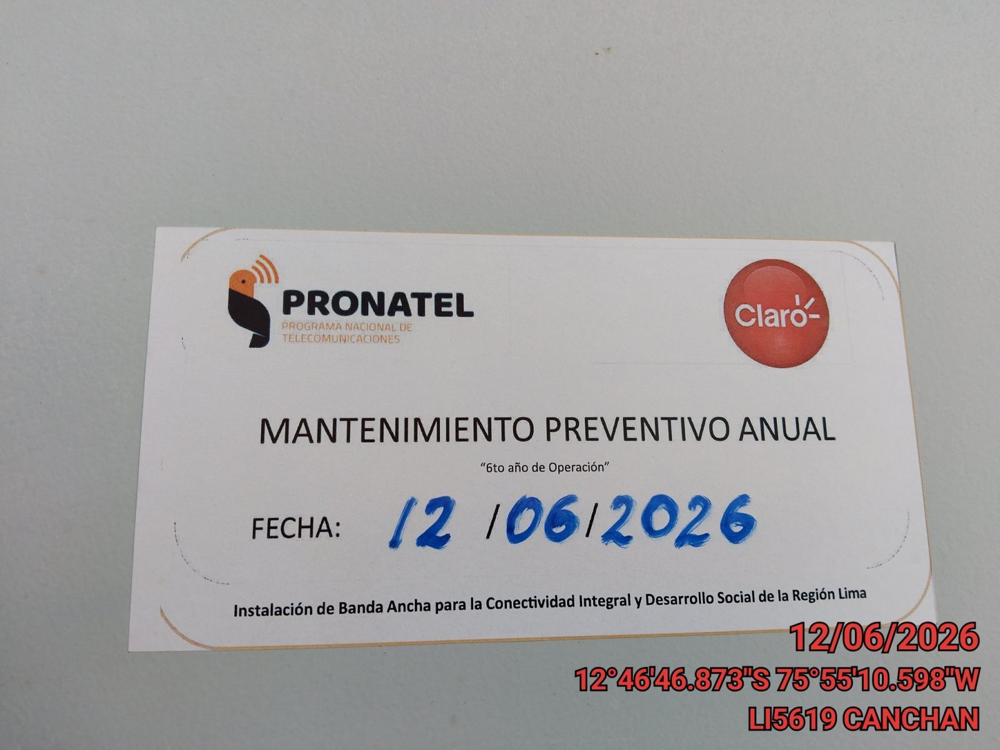 PRONATEL
PROGRAMA NACIONAL DE
TELECOMUNICACIONES
Claro
MANTENIMIENTO PREVENTIVO ANUAL
"6to año de Operación"
FECHA: 12 /06/2026
Instalación de Banda Ancha para la Conectividad Integral y Desarrollo Social de la Región Lima
12/06/2026
12°46'46.873"S 75°55'10.598"W
LI5619 CANCHAN